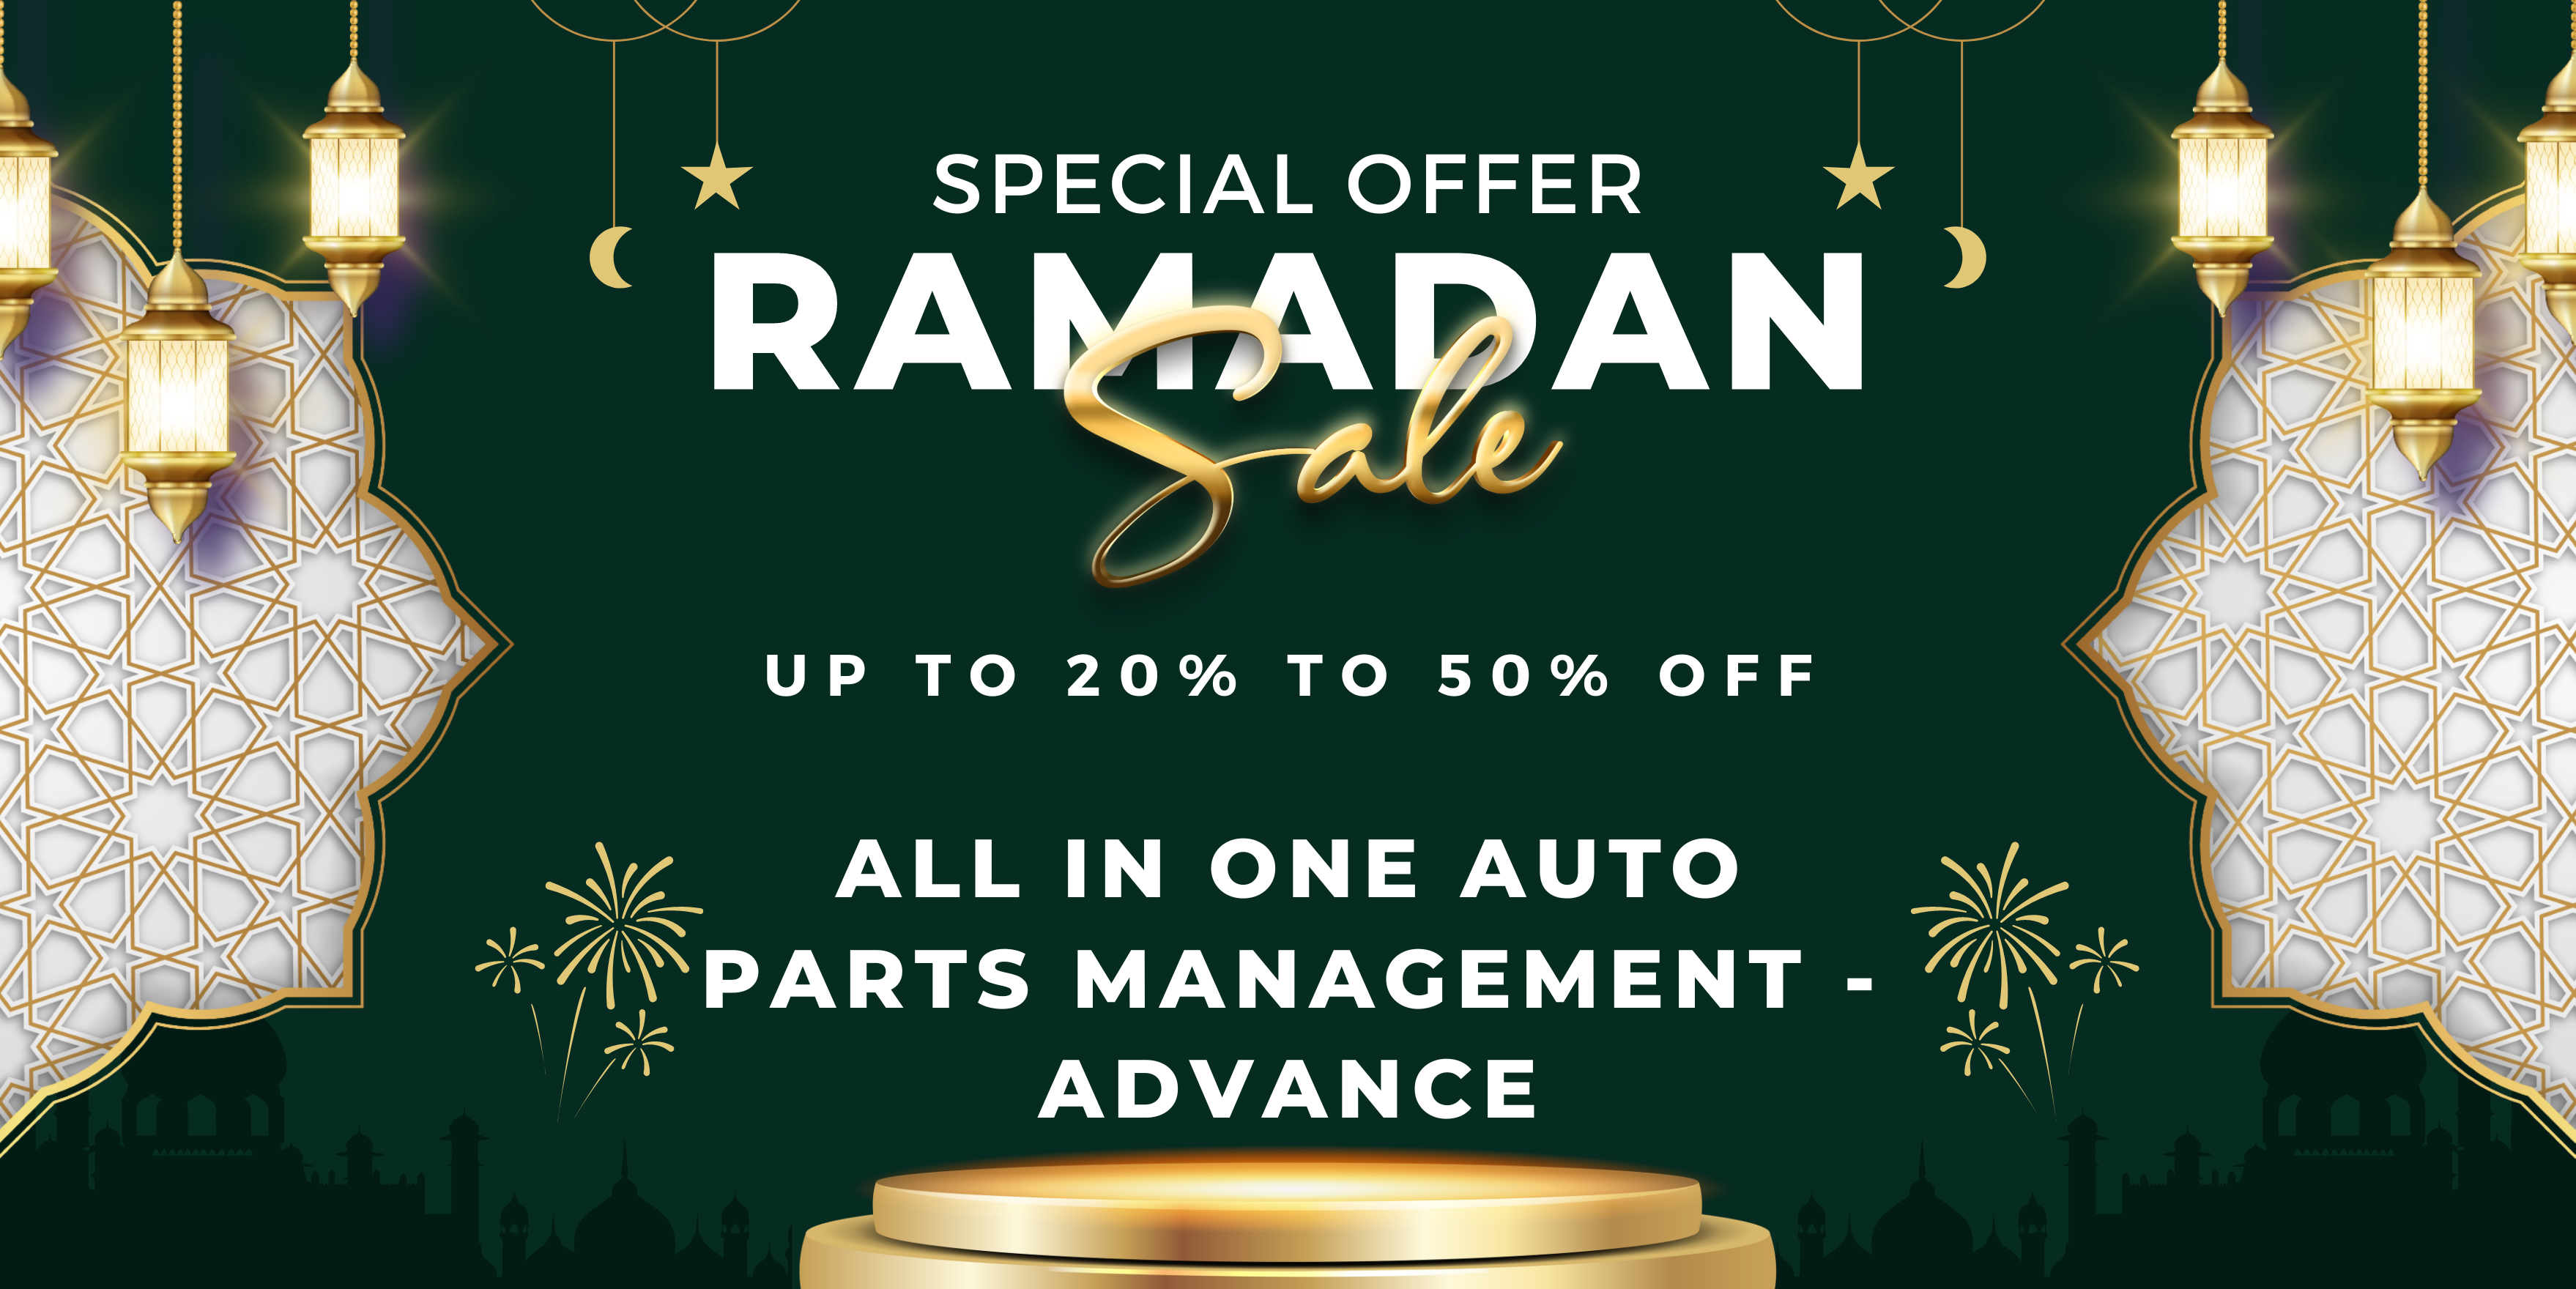 SPECIAL OFFER
RAMADAN
Sale
UP TO 20% TO 50% OFF
ALL IN ONE AUTO
PARTS MANAGEMENT -
ADVANCE